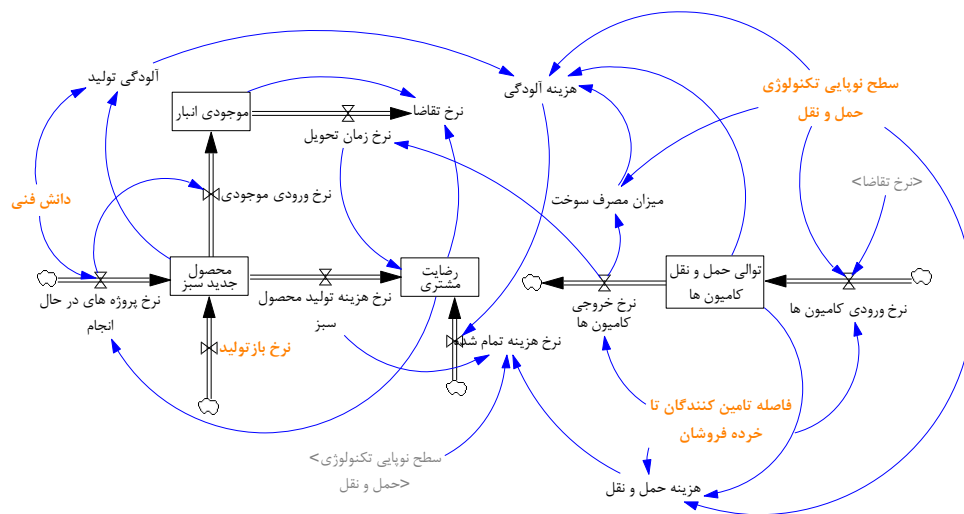 آلودگی تولید
هزینه آلودگی
سطح نوپایی تکنولوژی
حمل و نقل
موجودی انبار
نرخ تقاضا
نرخ زمان تحویل
<نرخ تقاضا>
دانش فنی
نرخ ورودی موجودی
میزان مصرف سوخت
محصول
جدید سبز
رضایت
مشتری
توالی حمل و نقل
کامیون ها
نرخ پروژه های در حال
انجام
نرخ هزینه تولید محصول
سبز
نرخ خروجی
کامیون ها
نرخ ورودی کامیون ها
نرخ بازتولید
نرخ هزینه تمام شد
فاصله تامین کنندگان تا
خرده فروشان
<سطح نوپایی تکنولوژی
حمل و نقل>
هزینه حمل و نقل